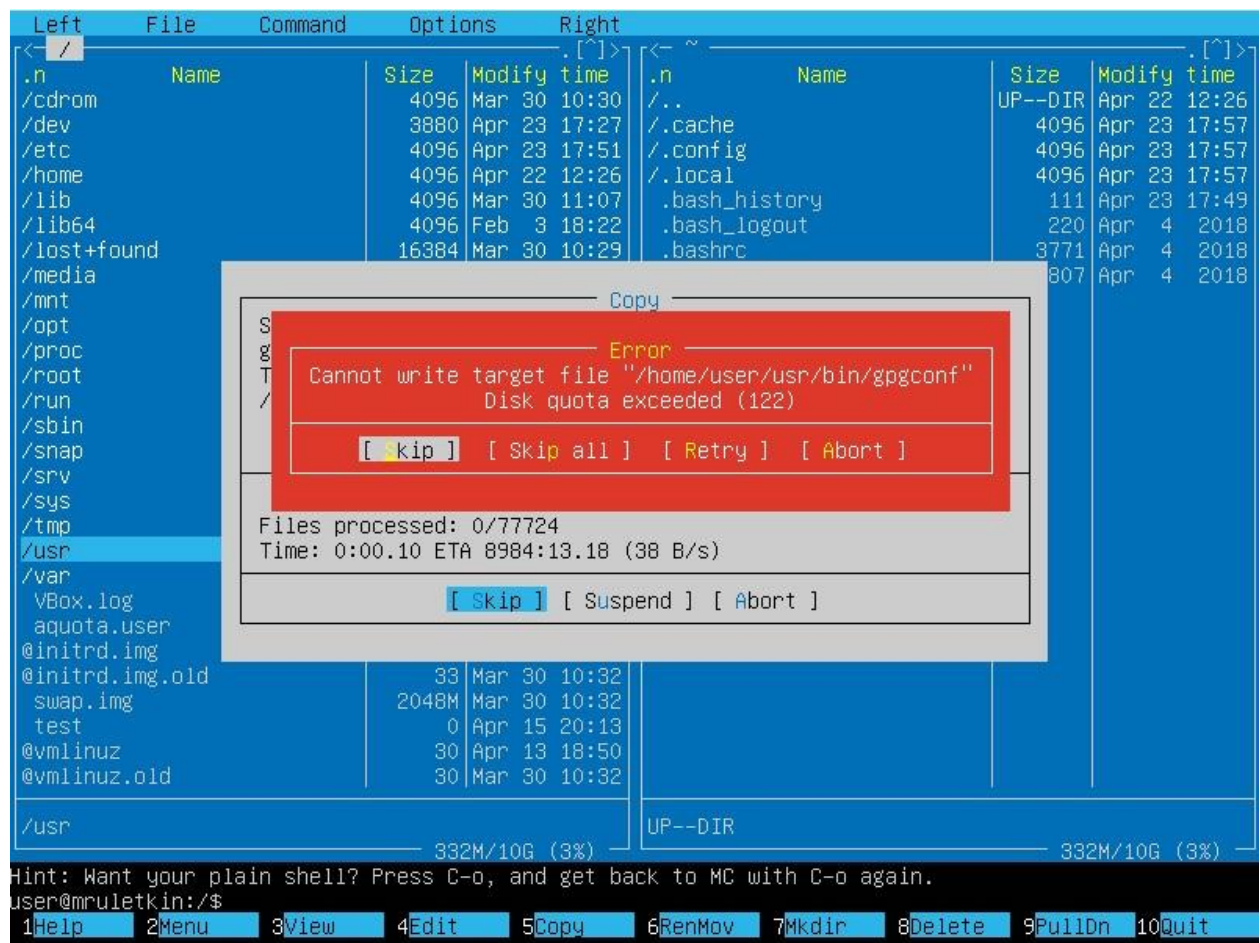 Left File Command Options Right
<─ / ─ .[^]> <─ ~ ─ .[^]>
.n Name Size Modify time .n Name Size Modify time
/cdrom 4096 Mar 30 10:30 /.. UP--DIR Apr 22 12:26
/dev 3880 Apr 23 17:27 /.cache 4096 Apr 23 17:57
/etc 4096 Apr 23 17:51 /.config 4096 Apr 23 17:57
/home 4096 Apr 22 12:26 /.local 4096 Apr 23 17:57
/lib 4096 Mar 30 11:07 .bash_history 111 Apr 23 17:49
/lib64 4096 Feb 3 18:22 .bash_logout 220 Apr 4 2018
/lost+found 16384 Mar 30 10:29 .bashrc 3771 Apr 4 2018
/media 807 Apr 4 2018
/mnt Copy
/opt S
/proc g Error
/root T Cannot write target file "/home/user/usr/bin/gpgconf"
/run / Disk quota exceeded (122)
/sbin
/snap [ Skip ] [ Skip all ] [ Retry ] [ Abort ]
/srv
/sys
/tmp Files processed: 0/77724
/usr Time: 0:00.10 ETA 8984:13.18 (38 B/s)
/var
VBox.log [ Skip ] [ Suspend ] [ Abort ]
aquota.user
@initrd.img
@initrd.img.old 33 Mar 30 10:32
swap.img 2048M Mar 30 10:32
test 0 Apr 15 20:13
@vmlinuz 30 Apr 13 18:50
@vmlinuz.old 30 Mar 30 10:32
/usr UP--DIR
332M/10G (3%) 332M/10G (3%)
Hint: Want your plain shell? Press C-o, and get back to MC with C-o again.
user@mruletkin:/$
1Help 2Menu 3View 4Edit 5Copy 6RenMov 7Mkdir 8Delete 9PullDn 10Quit